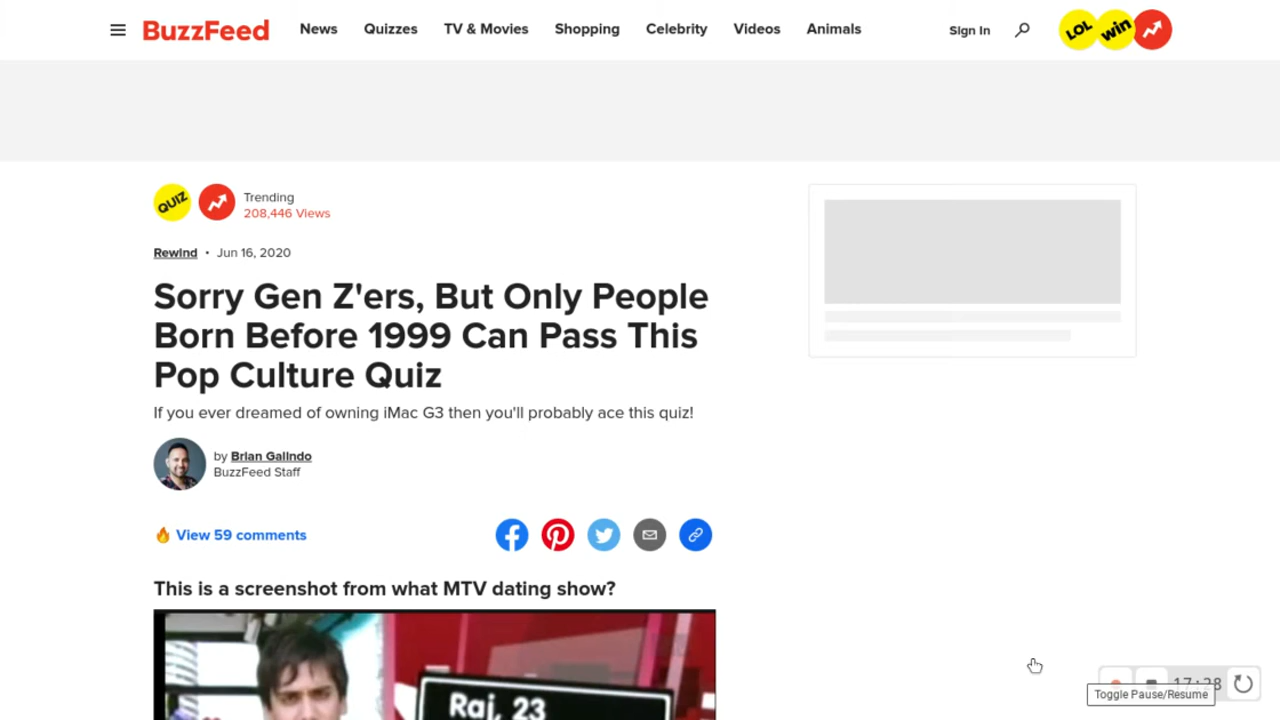 BuzzFeed News Quizzes TV & Movies Shopping Celebrity Videos Animals Sign In LOL win
QUIZ Trending
208,446 Views
Rewind • Jun 16, 2020
Sorry Gen Z'ers, But Only People
Born Before 1999 Can Pass This
Pop Culture Quiz
If you ever dreamed of owning iMac G3 then you'll probably ace this quiz!
by Brian Galindo
BuzzFeed Staff
View 59 comments
This is a screenshot from what MTV dating show?
Raj, 23
Toggle Pause/Resume